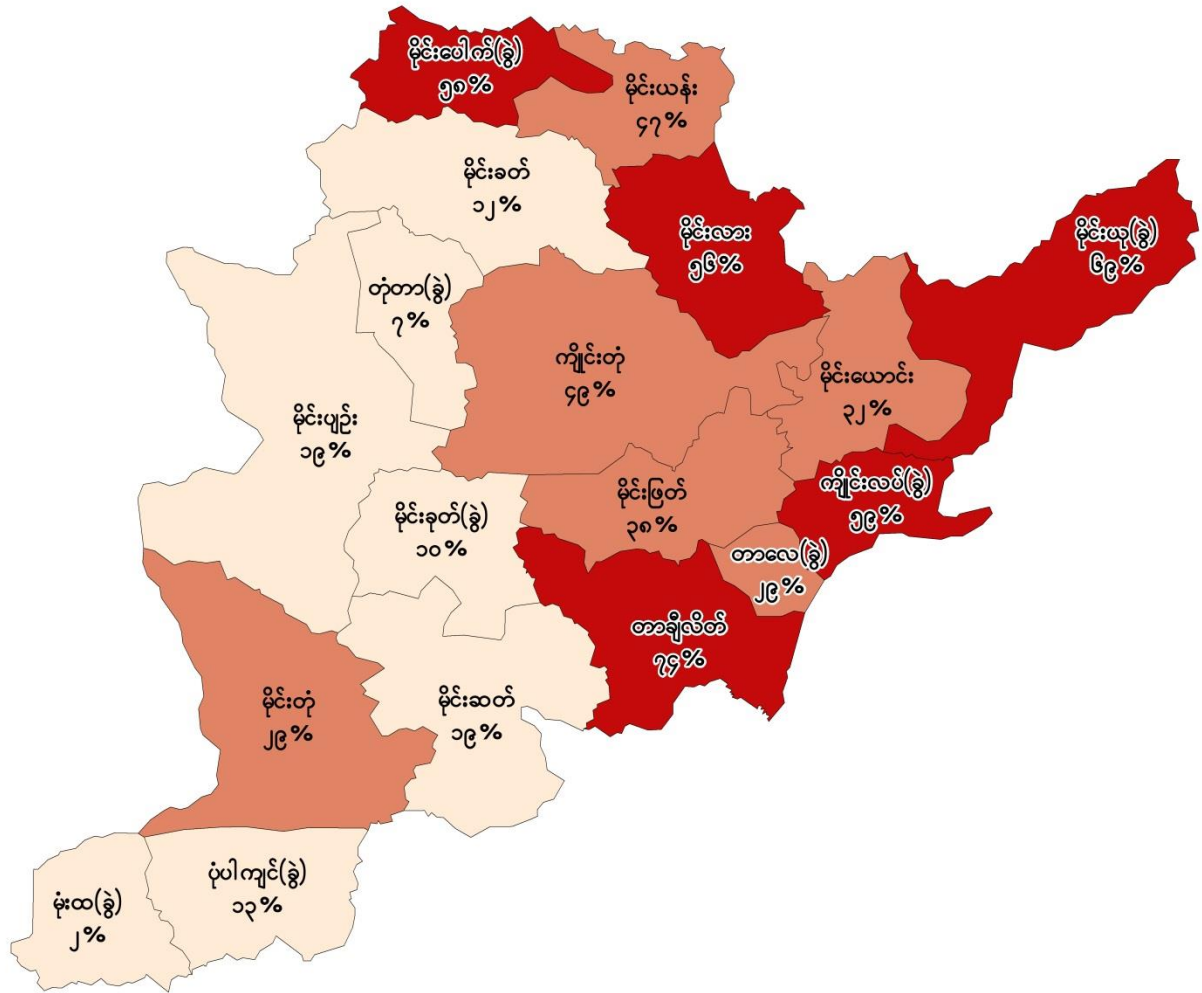 မိုင်းပေါက်(ခွဲ)
၅၈%
မိုင်းယန်း
၄၇%
မိုင်းခတ်
၁၂%
မိုင်းလား
၅၆%
မိုင်းယု(ခွဲ)
၆၉%
တုံတာ(ခွဲ)
၇%
ကျိုင်းတုံ
၄၉%
မိုင်းယောင်း
၃၂%
မိုင်းပျဉ်း
၁၉%
မိုင်းဖြတ်
၃၈%
ကျိုင်းလပ်(ခွဲ)
၅၉%
မိုင်းခုတ်(ခွဲ)
၁၀%
တာလေ(ခွဲ)
၂၉%
တာချီလိတ်
၇၄%
မိုင်းတုံ
၂၉%
မိုင်းဆတ်
၁၉%
ပုံပါကျင်(ခွဲ)
၁၃%
မုံးထ(ခွဲ)
၂%